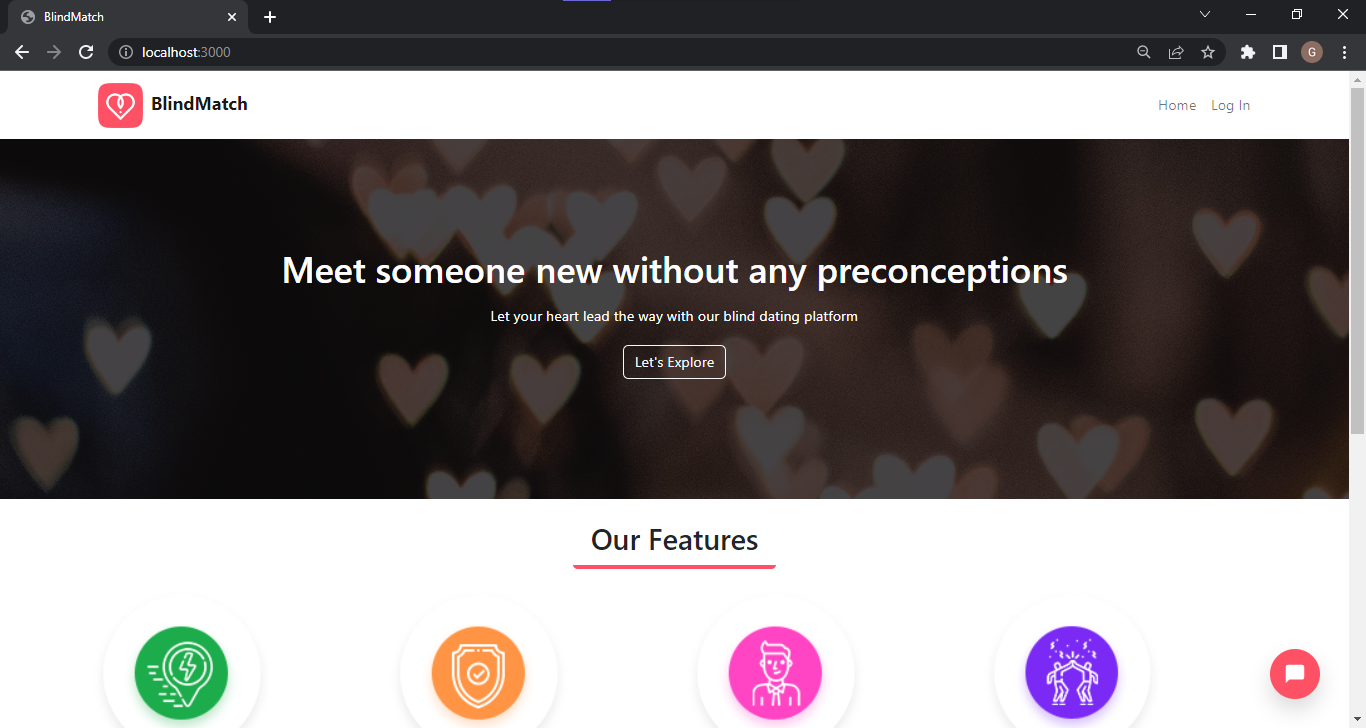 BlindMatch
localhost:3000
G
BlindMatch
Home
Log In
Meet someone new without any preconceptions
Let your heart lead the way with our blind dating platform
Let's Explore
Our Features